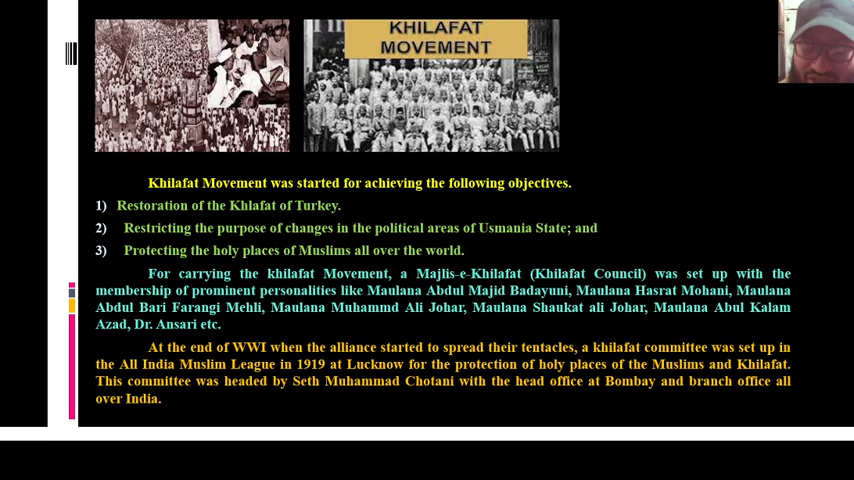 KHILAFAT
MOVEMENT
Khilafat Movement was started for achieving the following objectives.
1) Restoration of the Khlafat of Turkey.
2) Restricting the purpose of changes in the political areas of Usmania State; and
3) Protecting the holy places of Muslims all over the world.
For carrying the khilafat Movement, a Majlis-e-Khilafat (Khilafat Council) was set up with the
membership of prominent personalities like Maulana Abdul Majid Badayuni, Maulana Hasrat Mohani, Maulana
Abdul Bari Farangi Mehli, Maulana Muhammd Ali Johar, Maulana Shaukat ali Johar, Maulana Abul Kalam
Azad, Dr. Ansari etc.
At the end of WWI when the alliance started to spread their tentacles, a khilafat committee was set up in
the All India Muslim League in 1919 at Lucknow for the protection of holy places of the Muslims and Khilafat.
This committee was headed by Seth Muhammad Chotani with the head office at Bombay and branch office all
over India.